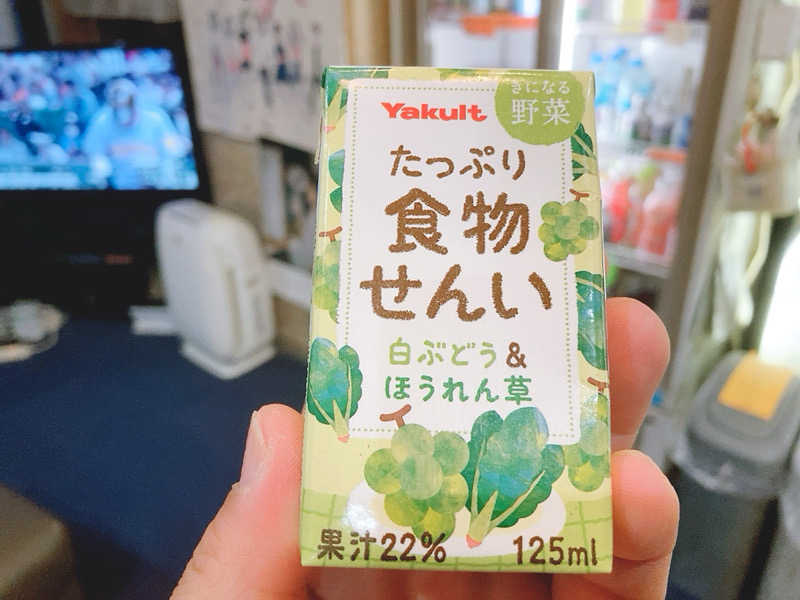 Yakult
きになる
野菜
たっぷり
食物
せんい
白ぶどう&
ほうれん草
果汁22% 125ml